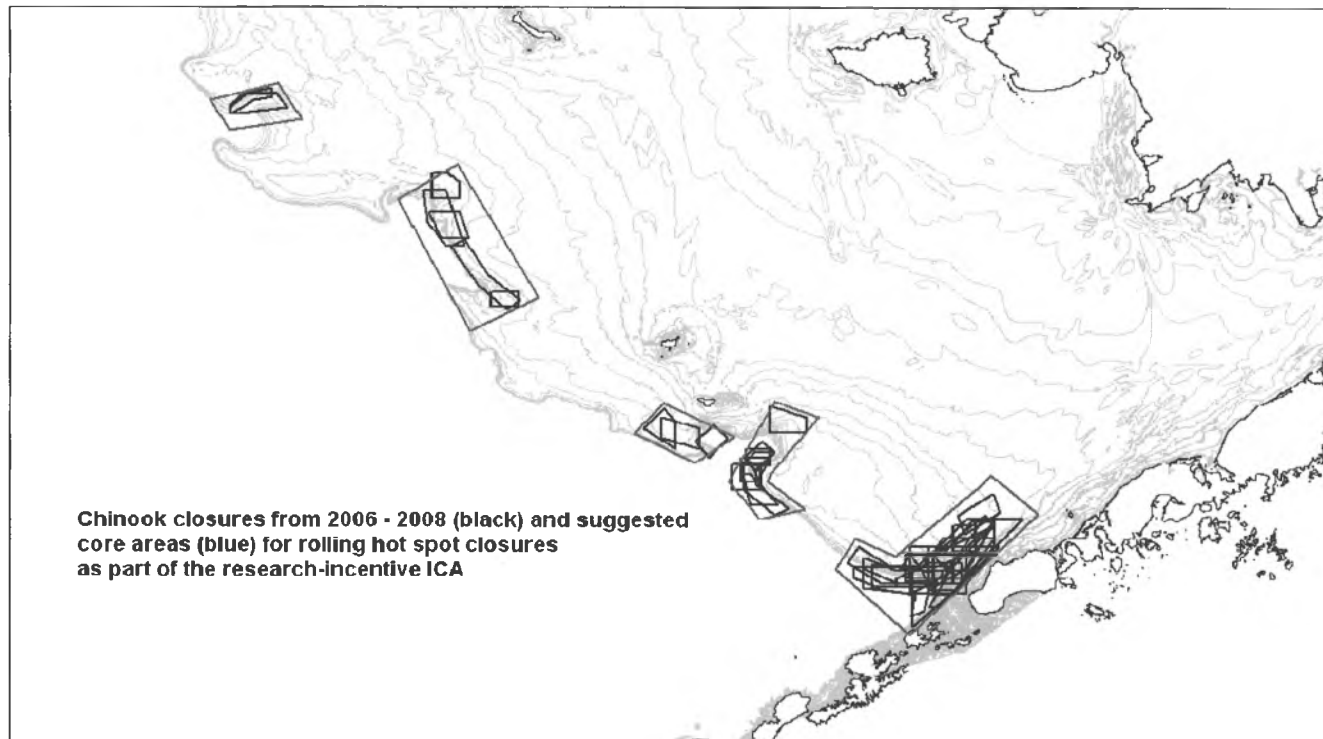 Chinook closures from 2006 - 2008 (black) and suggested
core areas (blue) for rolling hot spot closures
as part of the research-incentive ICA